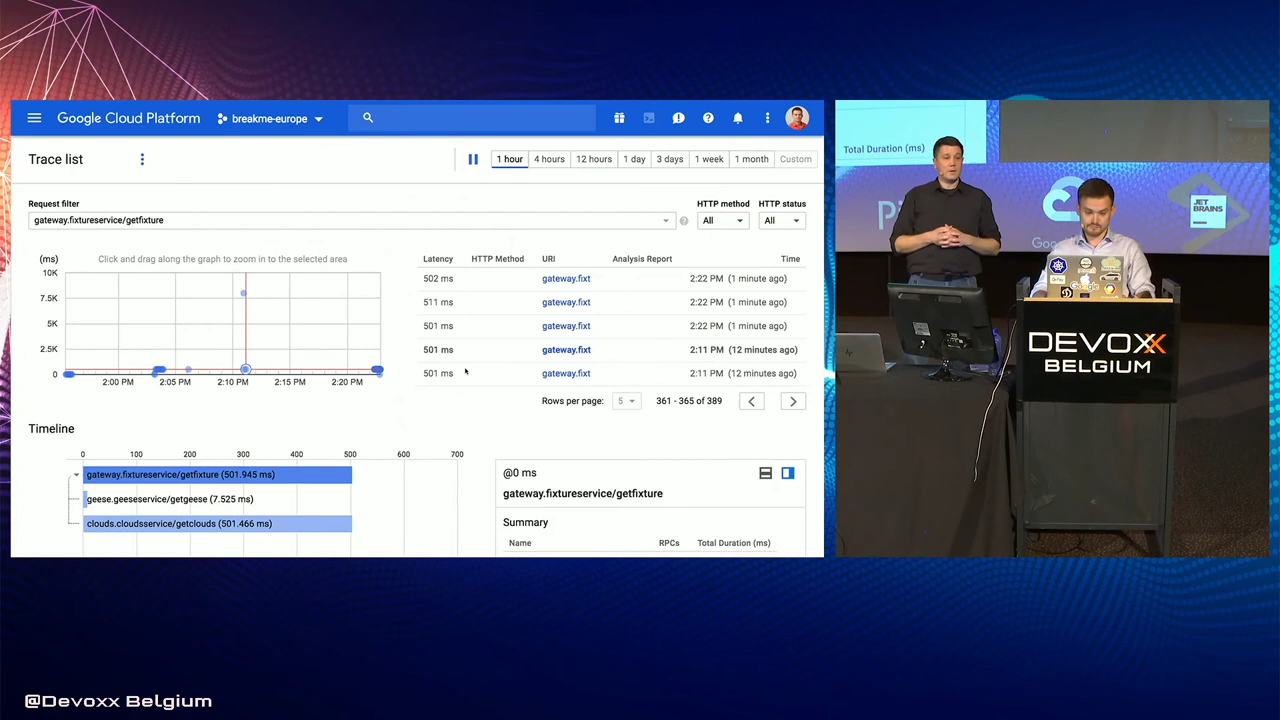 Google Cloud Platform breakme-europe
Trace list 1 hour 4 hours 12 hours 1 day 3 days 1 week 1 month Custom
Request filter HTTP method HTTP status
gateway.fixtureservice/getfixture All All
(ms) Click and drag along the graph to zoom in to the selected area
10K
7.5K
5K
2.5K
0
2:00 PM 2:05 PM 2:10 PM 2:15 PM 2:20 PM
Latency HTTP Method URI Analysis Report Time
502 ms gateway.fixt 2:22 PM (1 minute ago)
511 ms gateway.fixt 2:22 PM (1 minute ago)
501 ms gateway.fixt 2:22 PM (1 minute ago)
501 ms gateway.fixt 2:11 PM (12 minutes ago)
501 ms gateway.fixt 2:11 PM (12 minutes ago)
Rows per page: 5 361 - 365 of 389
Timeline
0 100 200 300 400 500 600 700
gateway.fixtureservice/getfixture (501.945 ms)
geese.geeseservice/getgeese (7.525 ms)
clouds.cloudsservice/getclouds (501.466 ms)
@0 ms
gateway.fixtureservice/getfixture
Summary
Name RPCs Total Duration (ms)
Total Duration (ms)
JET
BRAINS
Google
DEVOXX
BELGIUM
@Devoxx Belgium